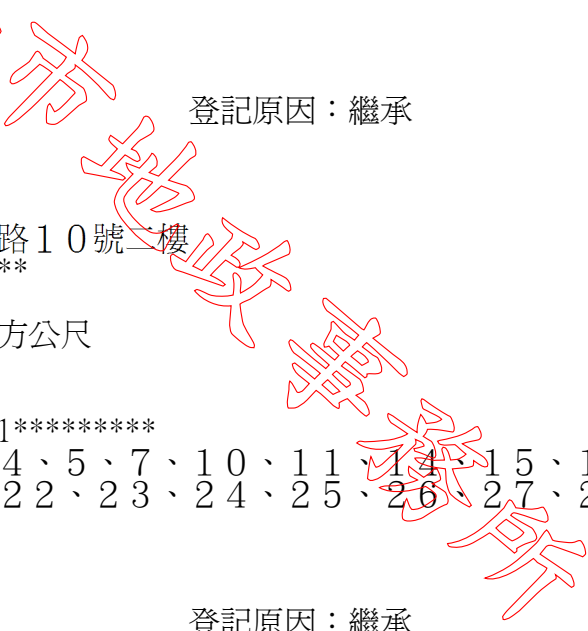 登記原因：繼承
路１０號二樓
**
方公尺
1*********
４、５、７、１０、１１、１４、１５、１
２２、２３、２４、２５、２６、２７、２
登記原因：繼承
市地政事務所